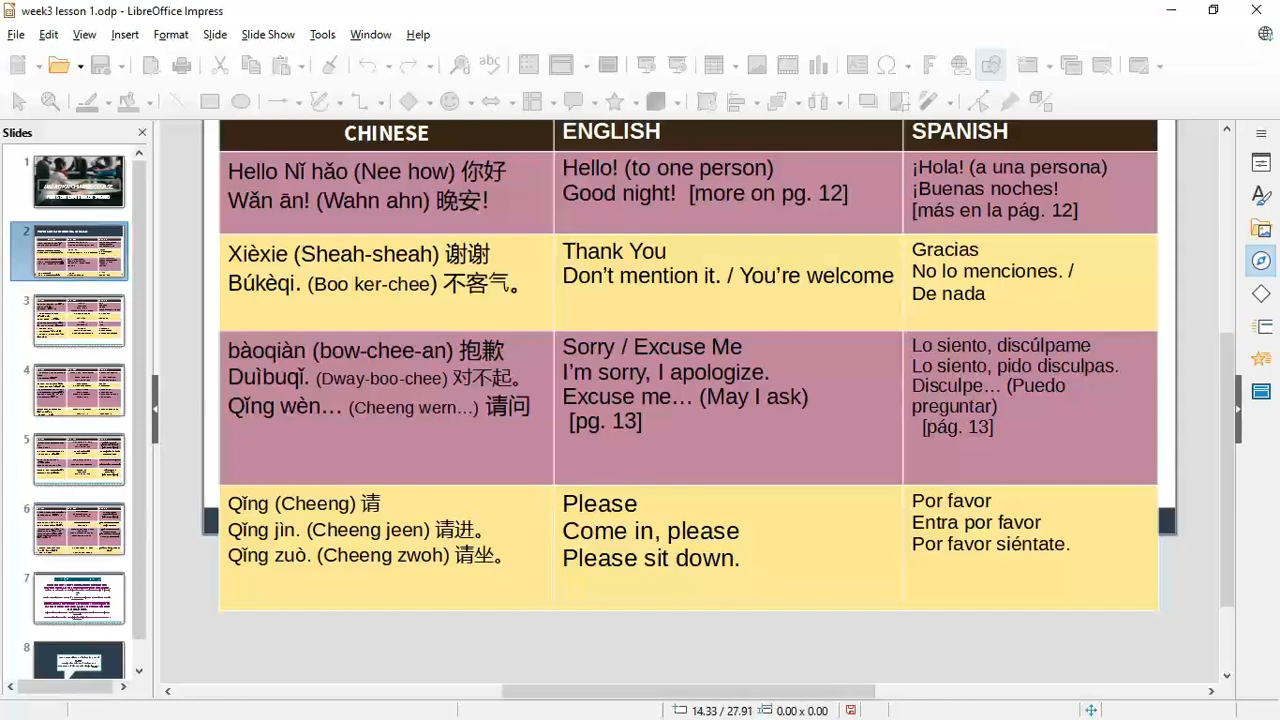 week3 lesson 1.odp - LibreOffice Impress
File Edit View Insert Format Slide Slide Show Tools Window Help
Slides
1
2
3
4
5
6
7
8
CHINESE ENGLISH SPANISH
Hello Nǐ hǎo (Nee how) 你好
Wǎn ān! (Wahn ahn) 晚安!
Hello! (to one person)
Good night! [more on pg. 12]
¡Hola! (a una persona)
¡Buenas noches!
[más en la pág. 12]
Xièxie (Sheah-sheah) 谢谢
Búkèqi. (Boo ker-chee) 不客气。
Thank You
Don’t mention it. / You’re welcome
Gracias
No lo menciones. /
De nada
bàoqiàn (bow-chee-an) 抱歉
Duìbuqǐ. (Dway-boo-chee) 对不起。
Qǐng wèn… (Cheeng wern…) 请问
Sorry / Excuse Me
I’m sorry, I apologize.
Excuse me… (May I ask)
[pg. 13]
Lo siento, discúlpame
Lo siento, pido disculpas.
Disculpe… (Puedo
preguntar)
[pág. 13]
Qǐng (Cheeng) 请
Qǐng jìn. (Cheeng jeen) 请进。
Qǐng zuò. (Cheeng zwoh) 请坐。
Please
Come in, please
Please sit down.
Por favor
Entra por favor
Por favor siéntate.
14.33 / 27.91 0.00 x 0.00